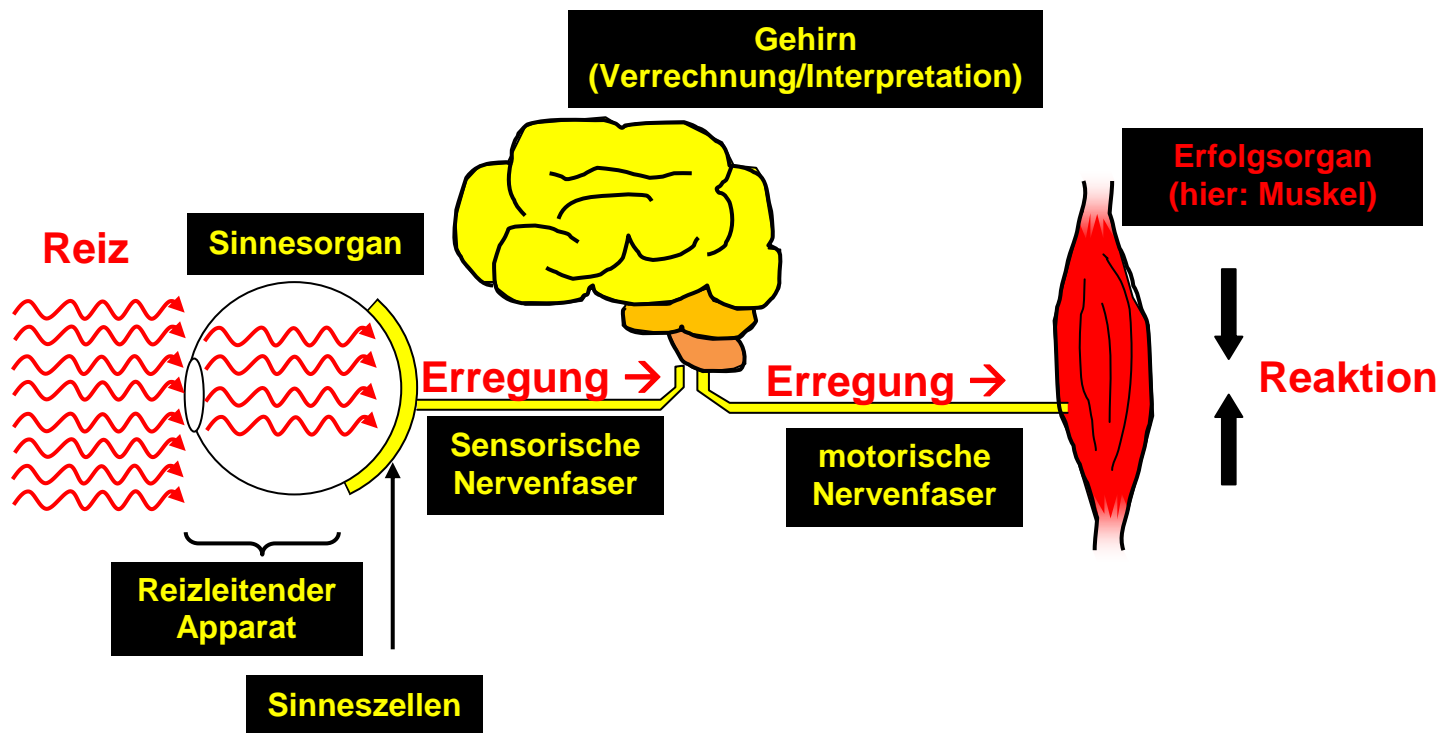 Gehirn
(Verrechnung/Interpretation)
Erfolgsorgan
(hier: Muskel)
Reiz
Sinnesorgan
Erregung →
Erregung →
Reaktion
Sensorische
Nervenfaser
motorische
Nervenfaser
Reizleitender
Apparat
Sinneszellen